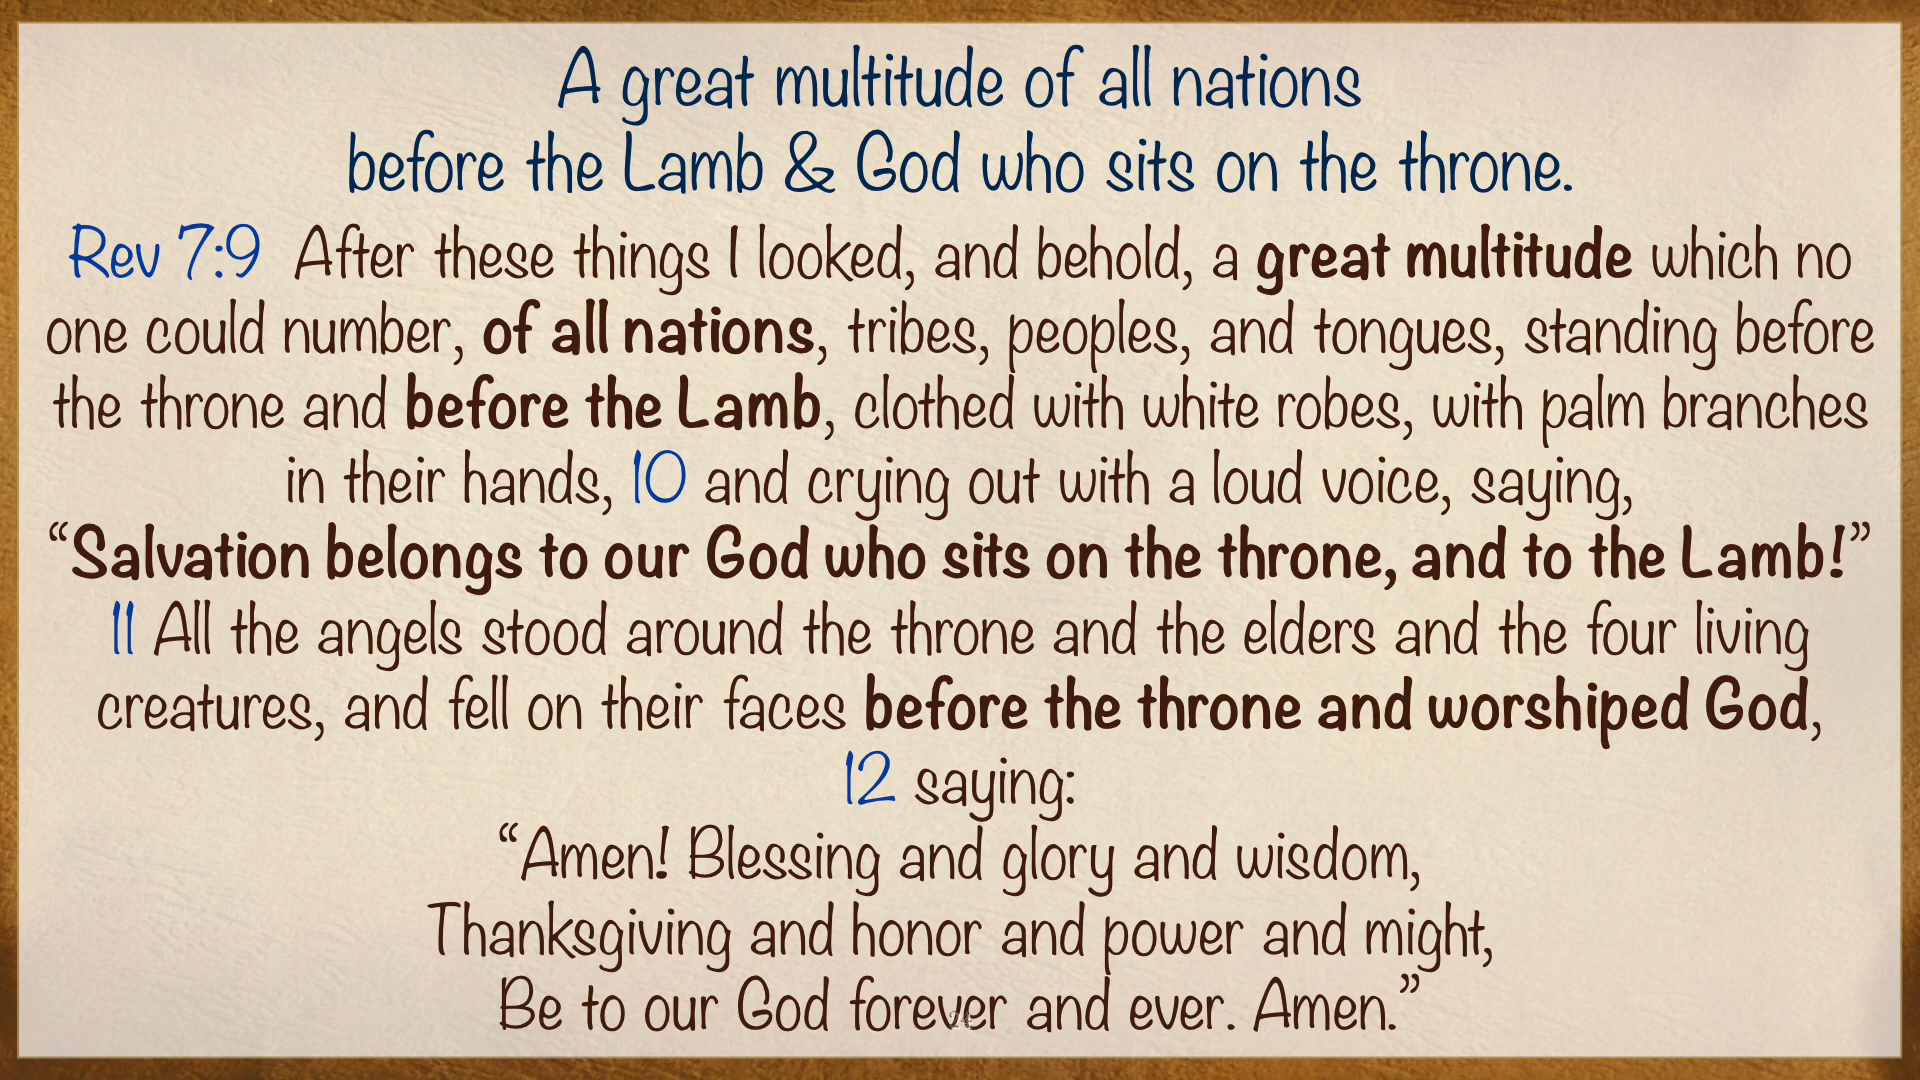 A great multitude of all nations
before the Lamb & God who sits on the throne.
Rev 7:9 After these things I looked, and behold, a great multitude which no
one could number, of all nations, tribes, peoples, and tongues, standing before
the throne and before the Lamb, clothed with white robes, with palm branches
in their hands, 10 and crying out with a loud voice, saying,
“Salvation belongs to our God who sits on the throne, and to the Lamb!”
11 All the angels stood around the throne and the elders and the four living
creatures, and fell on their faces before the throne and worshiped God,
12 saying:
“Amen! Blessing and glory and wisdom,
Thanksgiving and honor and power and might,
Be to our God forever and ever. Amen.”